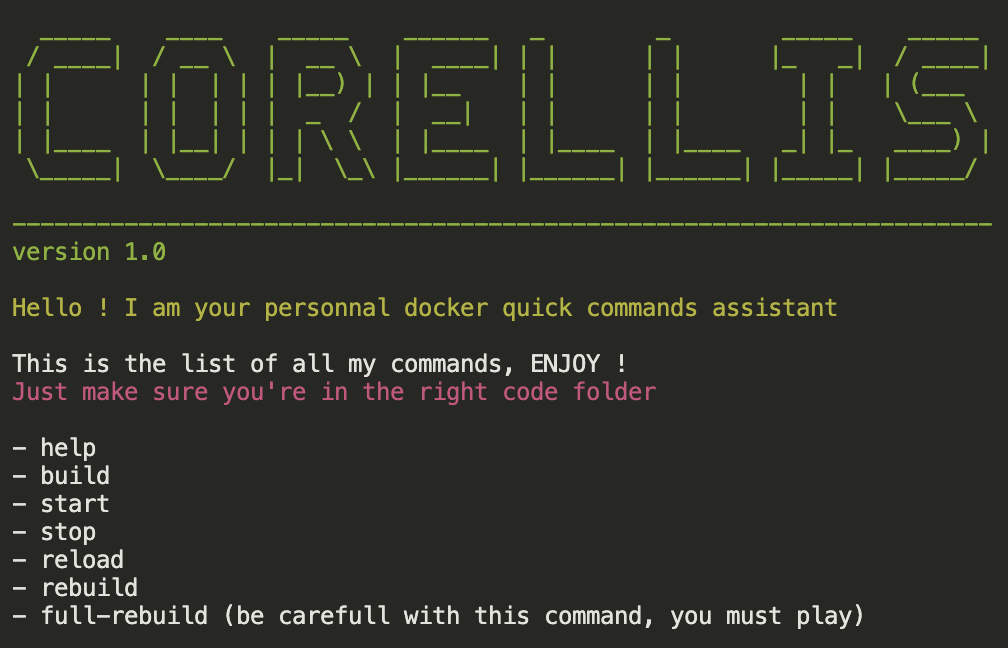 CORELLIS
version 1.0
Hello ! I am your personnal docker quick commands assistant
This is the list of all my commands, ENJOY !
Just make sure you're in the right code folder
- help
- build
- start
- stop
- reload
- rebuild
- full-rebuild (be carefull with this command, you must play)